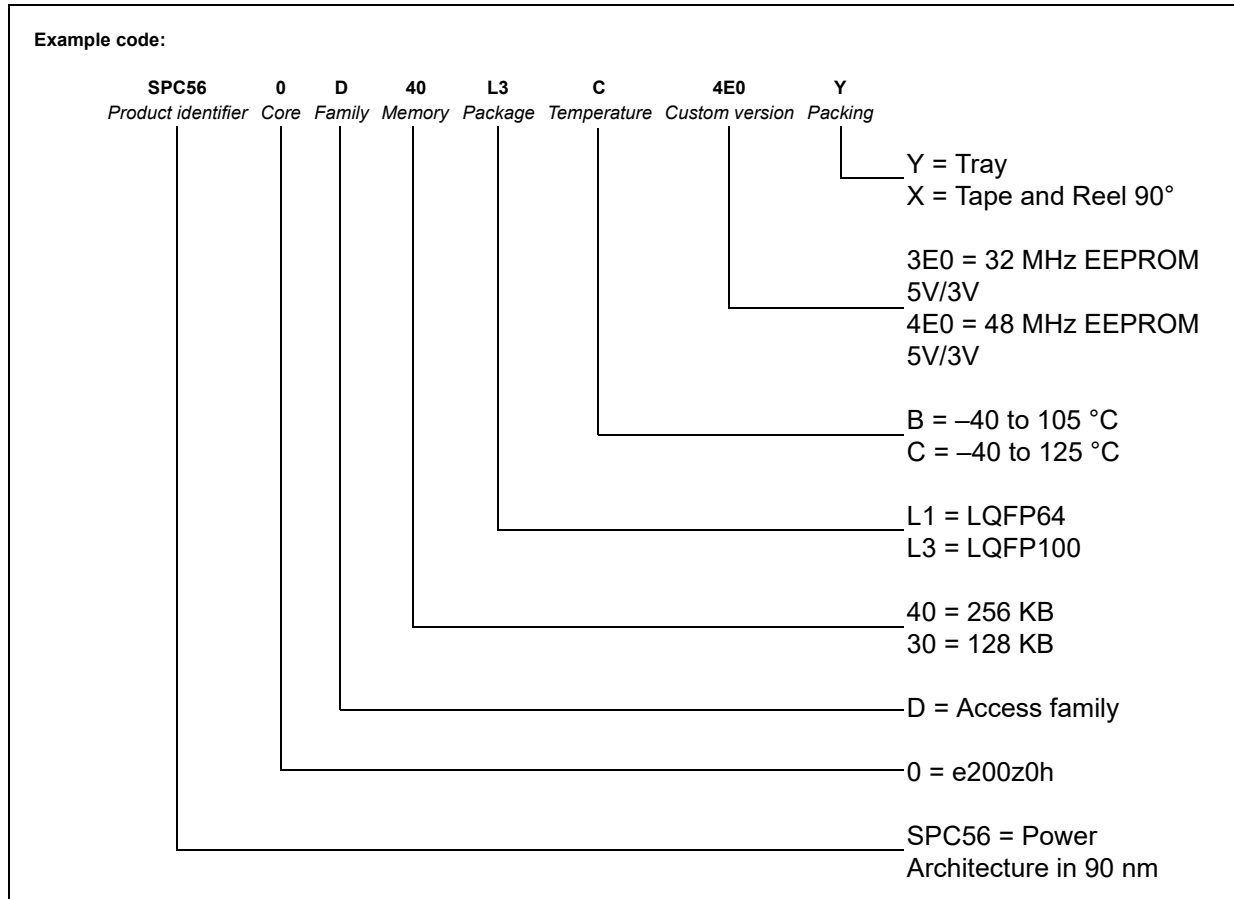 Example code:
SPC56 0 D 40 L3 C 4E0 Y
Product identifier Core Family Memory Package Temperature Custom version Packing
Y = Tray
X = Tape and Reel 90°
3E0 = 32 MHz EEPROM
5V/3V
4E0 = 48 MHz EEPROM
5V/3V
B = –40 to 105 °C
C = –40 to 125 °C
L1 = LQFP64
L3 = LQFP100
40 = 256 KB
30 = 128 KB
D = Access family
0 = e200z0h
SPC56 = Power
Architecture in 90 nm